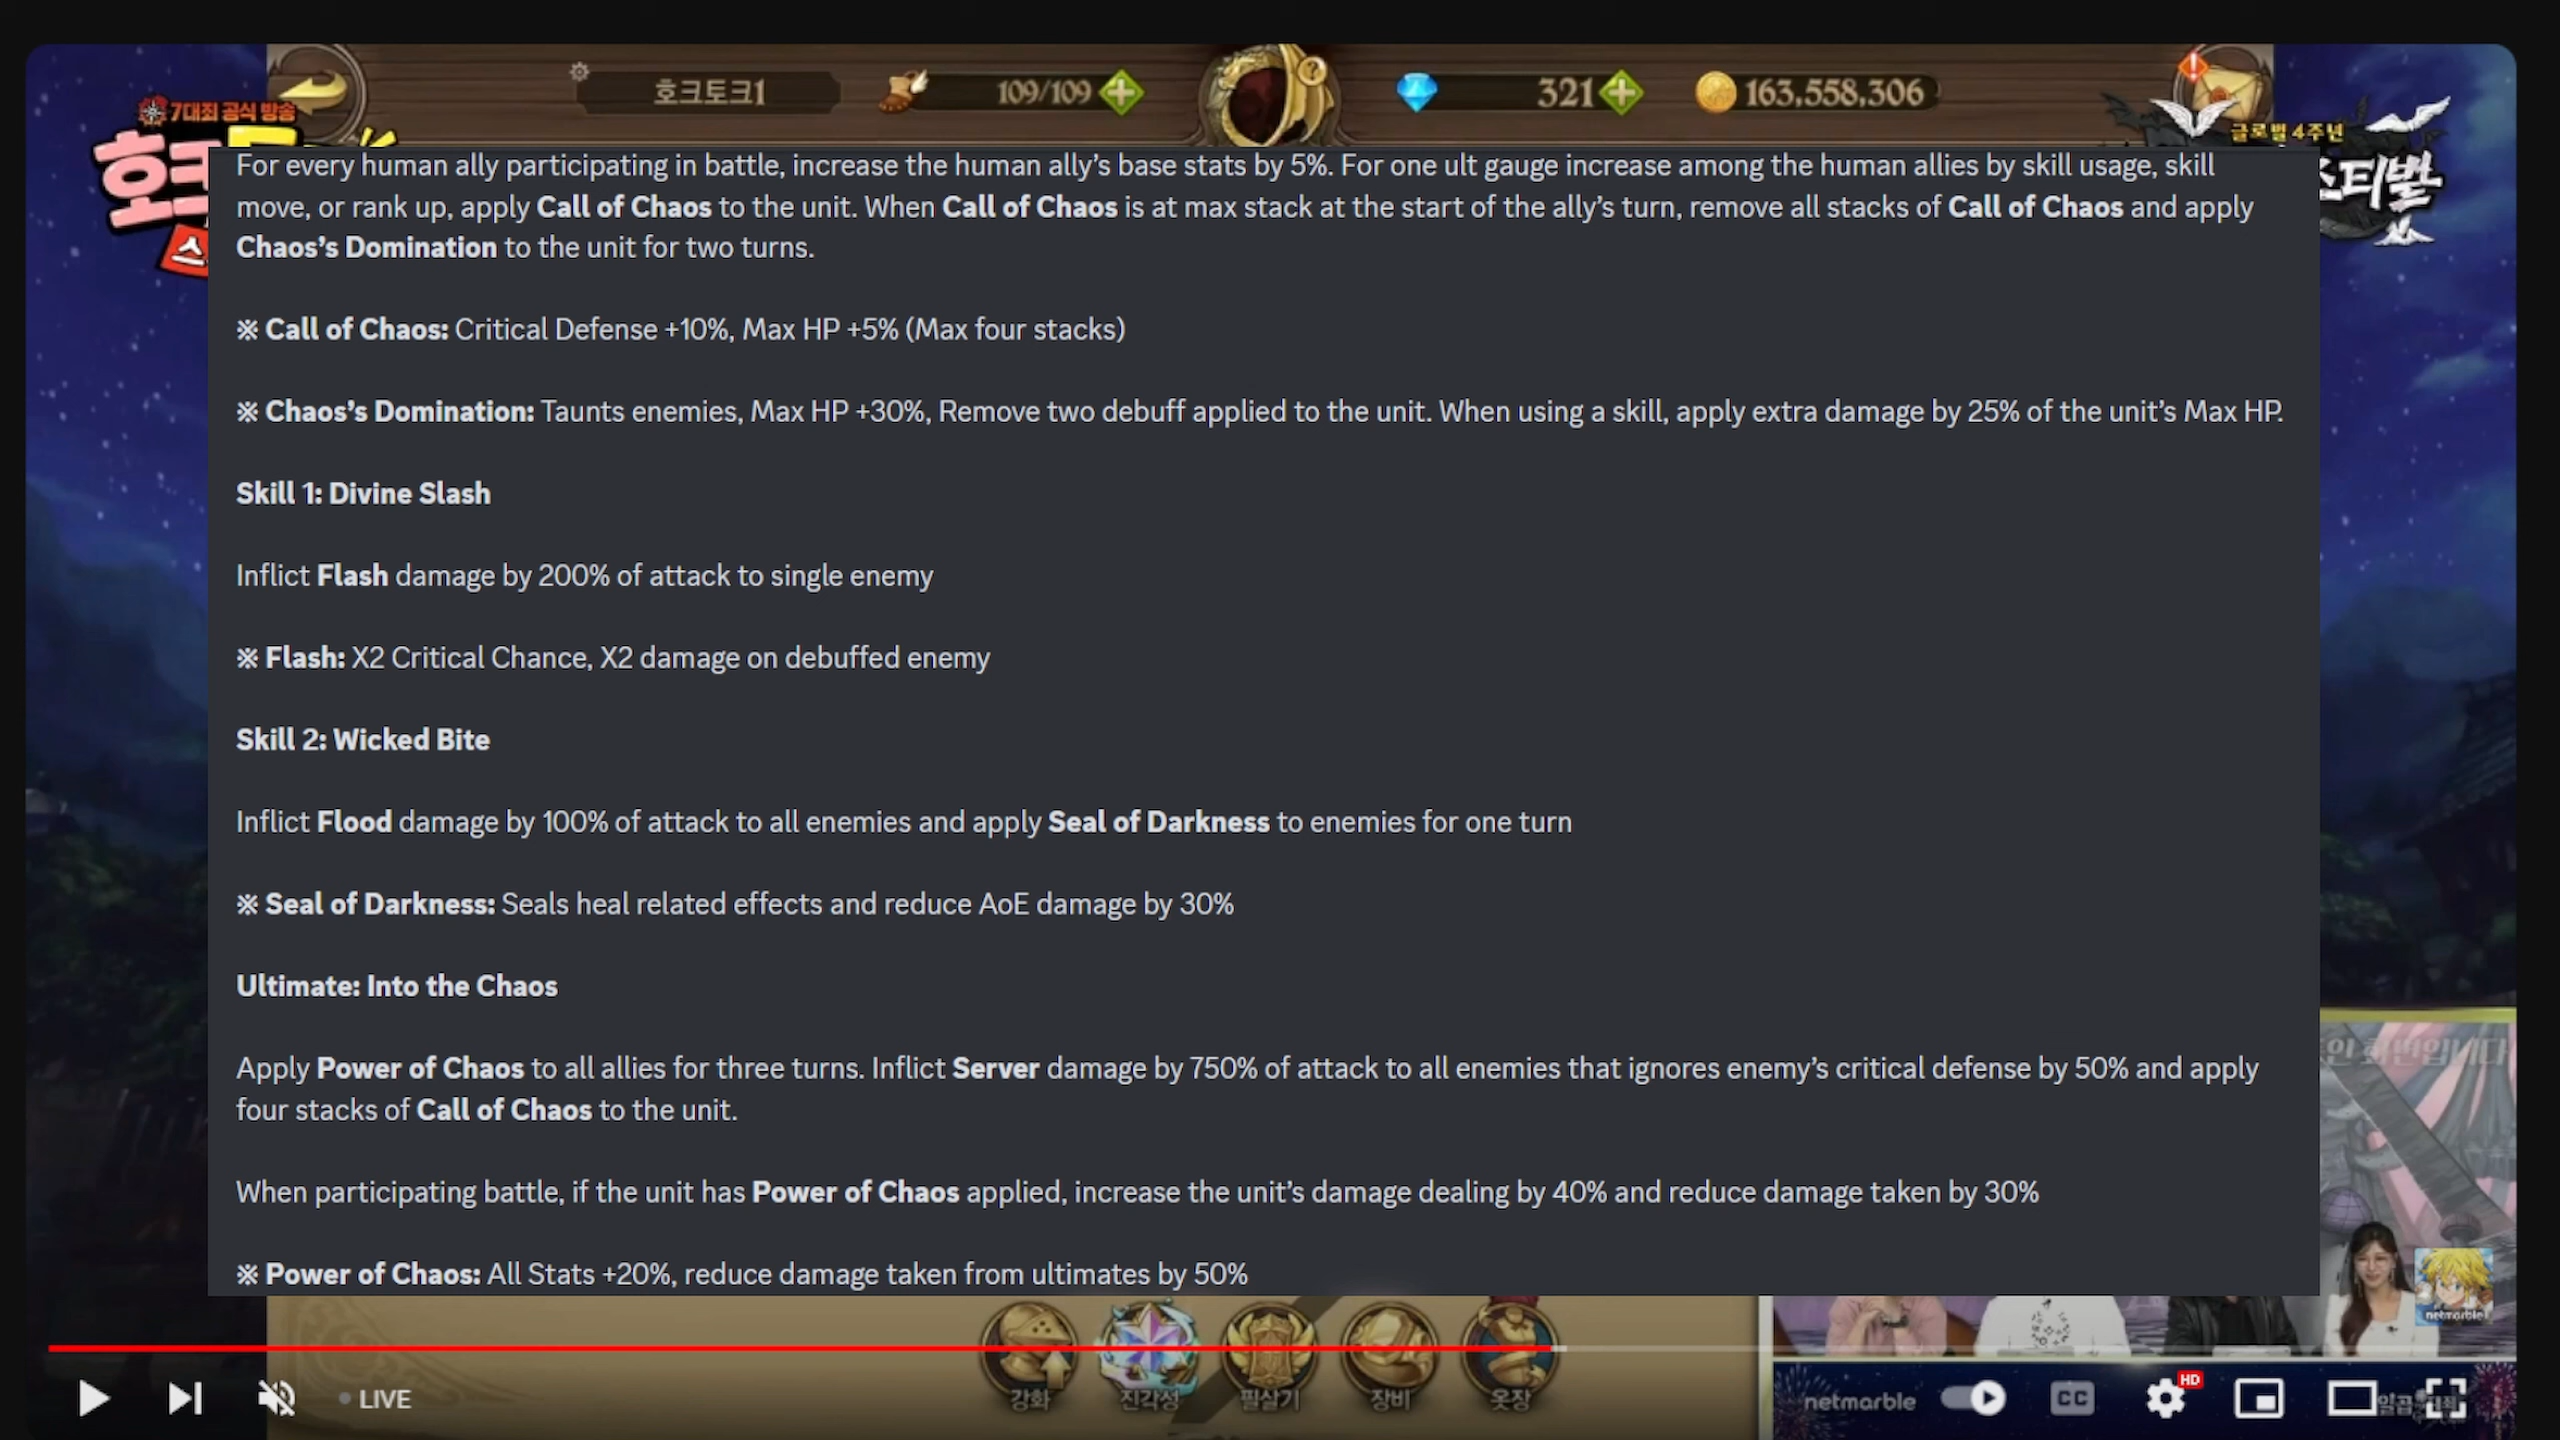 7대죄 공식 방송
호크토크1
109/109
321
163,558,306
글로벌 4주년
For every human ally participating in battle, increase the human ally’s base stats by 5%. For one ult gauge increase among the human allies by skill usage, skill
move, or rank up, apply Call of Chaos to the unit. When Call of Chaos is at max stack at the start of the ally’s turn, remove all stacks of Call of Chaos and apply
Chaos’s Domination to the unit for two turns.
※ Call of Chaos: Critical Defense +10%, Max HP +5% (Max four stacks)
※ Chaos’s Domination: Taunts enemies, Max HP +30%, Remove two debuff applied to the unit. When using a skill, apply extra damage by 25% of the unit’s Max HP.
Skill 1: Divine Slash
Inflict Flash damage by 200% of attack to single enemy
※ Flash: X2 Critical Chance, X2 damage on debuffed enemy
Skill 2: Wicked Bite
Inflict Flood damage by 100% of attack to all enemies and apply Seal of Darkness to enemies for one turn
※ Seal of Darkness: Seals heal related effects and reduce AoE damage by 30%
Ultimate: Into the Chaos
Apply Power of Chaos to all allies for three turns. Inflict Server damage by 750% of attack to all enemies that ignores enemy’s critical defense by 50% and apply
four stacks of Call of Chaos to the unit.
When participating battle, if the unit has Power of Chaos applied, increase the unit’s damage dealing by 40% and reduce damage taken by 30%
※ Power of Chaos: All Stats +20%, reduce damage taken from ultimates by 50%
netmarble
강화
진각성
필살기
장비
옷장
LIVE
netmarble
CC
HD